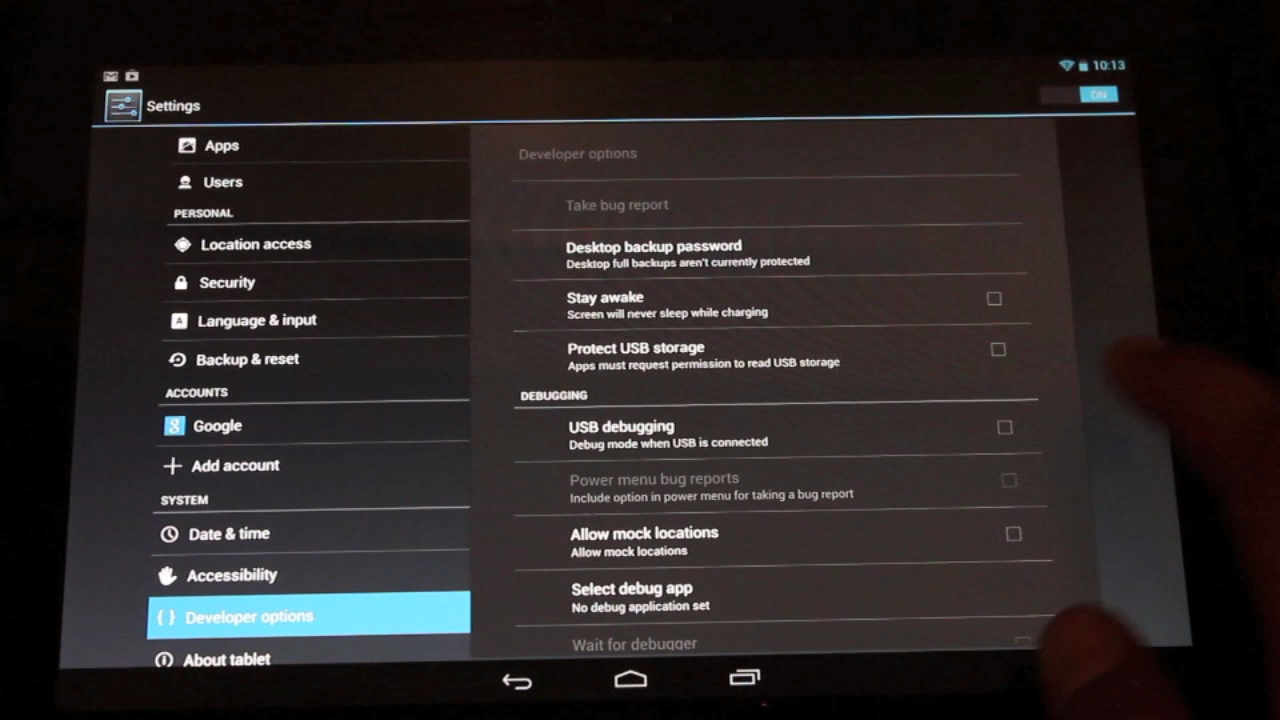 10:13
Settings
ON
Apps
Users
PERSONAL
Location access
Security
A
Language & input
Backup & reset
ACCOUNTS
8
Google
Add account
SYSTEM
Date & time
Accessibility
{ } Developer options
About tablet
Developer options
Take bug report
Desktop backup password
Desktop full backups aren't currently protected
Stay awake
Screen will never sleep while charging
Protect USB storage
Apps must request permission to read USB storage
DEBUGGING
USB debugging
Debug mode when USB is connected
Power menu bug reports
Include option in power menu for taking a bug report
Allow mock locations
Allow mock locations
Select debug app
No debug application set
Wait for debugger